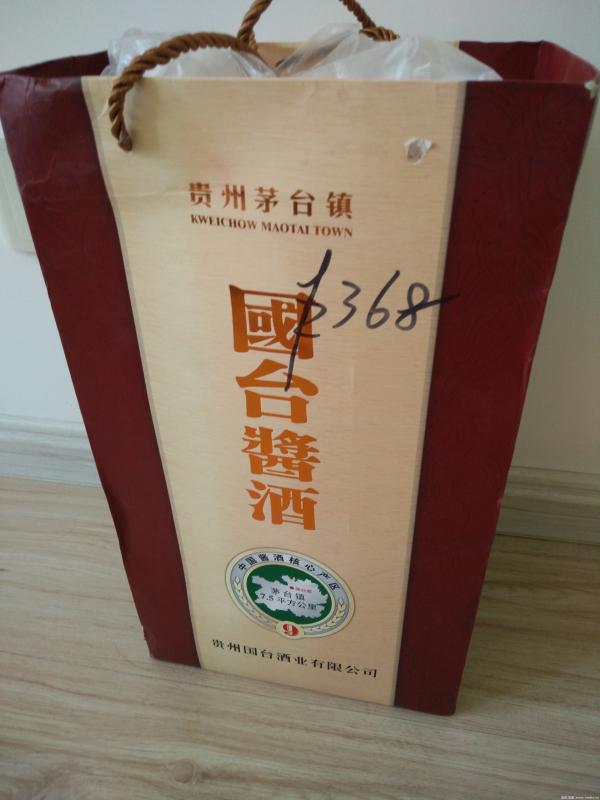 贵州茅台镇
KWEICHOW MAOTAI TOWN
國台醬酒
368
中国酱酒核心产区
茅台镇
7.5平方公里
9
贵州国台酒业有限公司